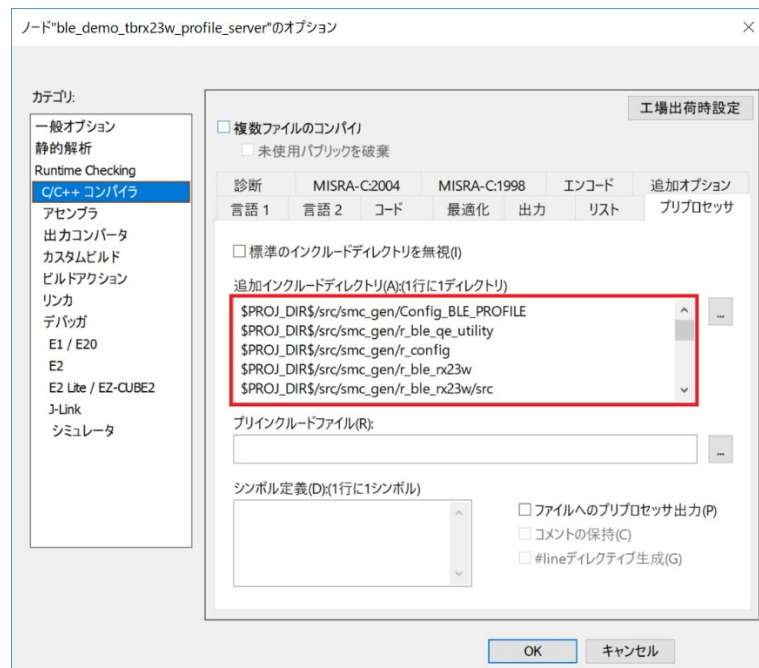 ノード"ble_demo_tbrx23w_profile_server"のオプション
カテゴリ:
一般オプション
静的解析
Runtime Checking
C/C++ コンパイラ
アセンブラ
出力コンバータ
カスタムビルド
ビルドアクション
リンカ
デバッガ
E1 / E20
E2
E2 Lite / EZ-CUBE2
J-Link
シミュレータ
工場出荷時設定
複数ファイルのコンパイ
未使用パブリックを破棄
診断 MISRA-C:2004 MISRA-C:1998 エンコード 追加オプション
言語 1 言語 2 コード 最適化 出力 リスト プリプロセッサ
標準のインクルードディレクトリを無視(I)
追加インクルードディレクトリ(A):(1行に1ディレクトリ)
$PROJ_DIR$/src/smc_gen/Config_BLE_PROFILE
$PROJ_DIR$/src/smc_gen/r_ble_qe_utility
$PROJ_DIR$/src/smc_gen/r_config
$PROJ_DIR$/src/smc_gen/r_ble_rx23w
$PROJ_DIR$/src/smc_gen/r_ble_rx23w/src
...
プリインクルードファイル(R):
...
シンボル定義(D):(1行に1シンボル)
ファイルへのプリプロセッサ出力(P)
コメントの保持(C)
#lineディレクティブ生成(G)
OK キャンセル